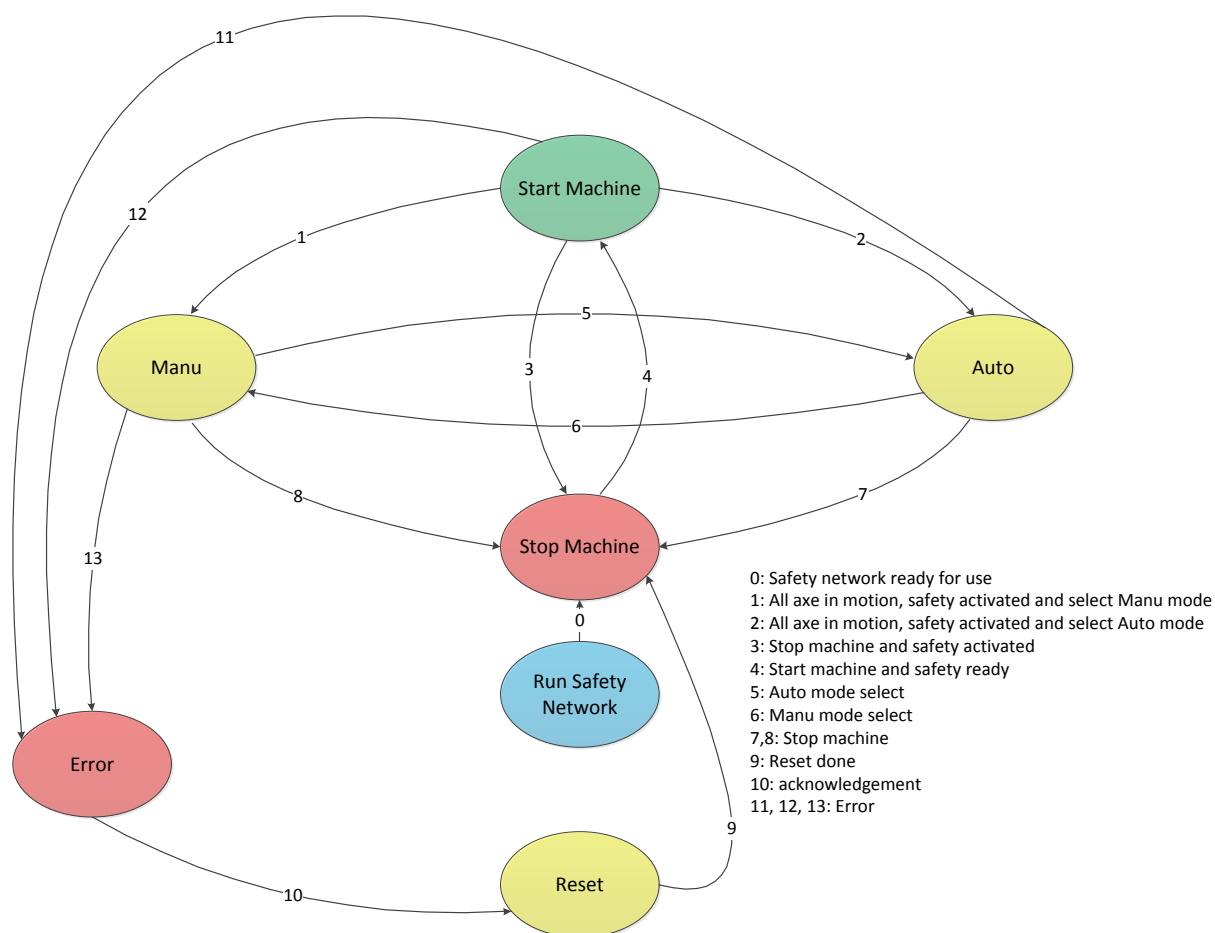 11
12
Start Machine
1
2
5
Manu
3
4
Auto
6
8
7
Stop Machine
13
0
Run Safety
Network
Error
9
Reset
10
0: Safety network ready for use
1: All axe in motion, safety activated and select Manu mode
2: All axe in motion, safety activated and select Auto mode
3: Stop machine and safety activated
4: Start machine and safety ready
5: Auto mode select
6: Manu mode select
7,8: Stop machine
9: Reset done
10: acknowledgement
11, 12, 13: Error